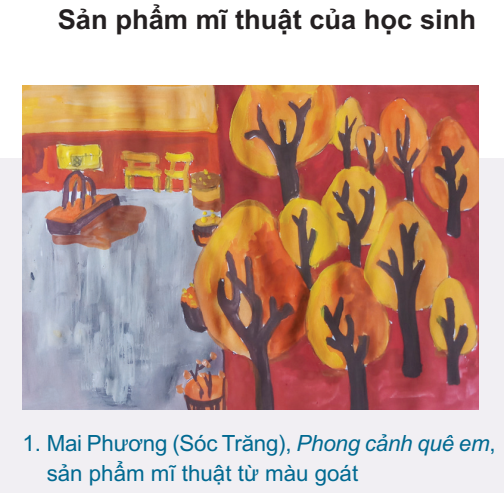 Sản phẩm mĩ thuật của học sinh
1. Mai Phương (Sóc Trăng), Phong cảnh quê em,
sản phẩm mĩ thuật từ màu goát